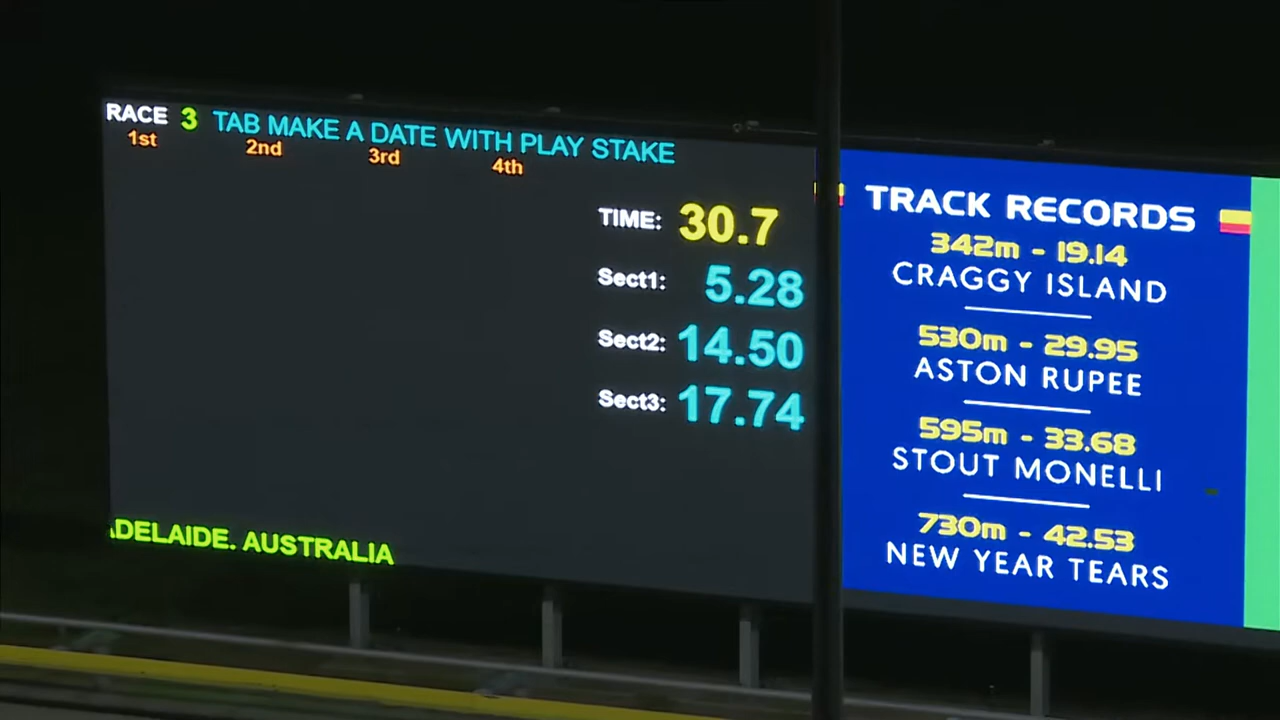 RACE 3 TAB MAKE A DATE WITH PLAY STAKE
1st 2nd 3rd 4th
TIME: 30.7
Sect1: 5.28
Sect2: 14.50
Sect3: 17.74
ADELAIDE. AUSTRALIA
TRACK RECORDS
342m - 19.14
CRAGGY ISLAND
530m - 29.95
ASTON RUPEE
595m - 33.68
STOUT MONELLI
730m - 42.53
NEW YEAR TEARS